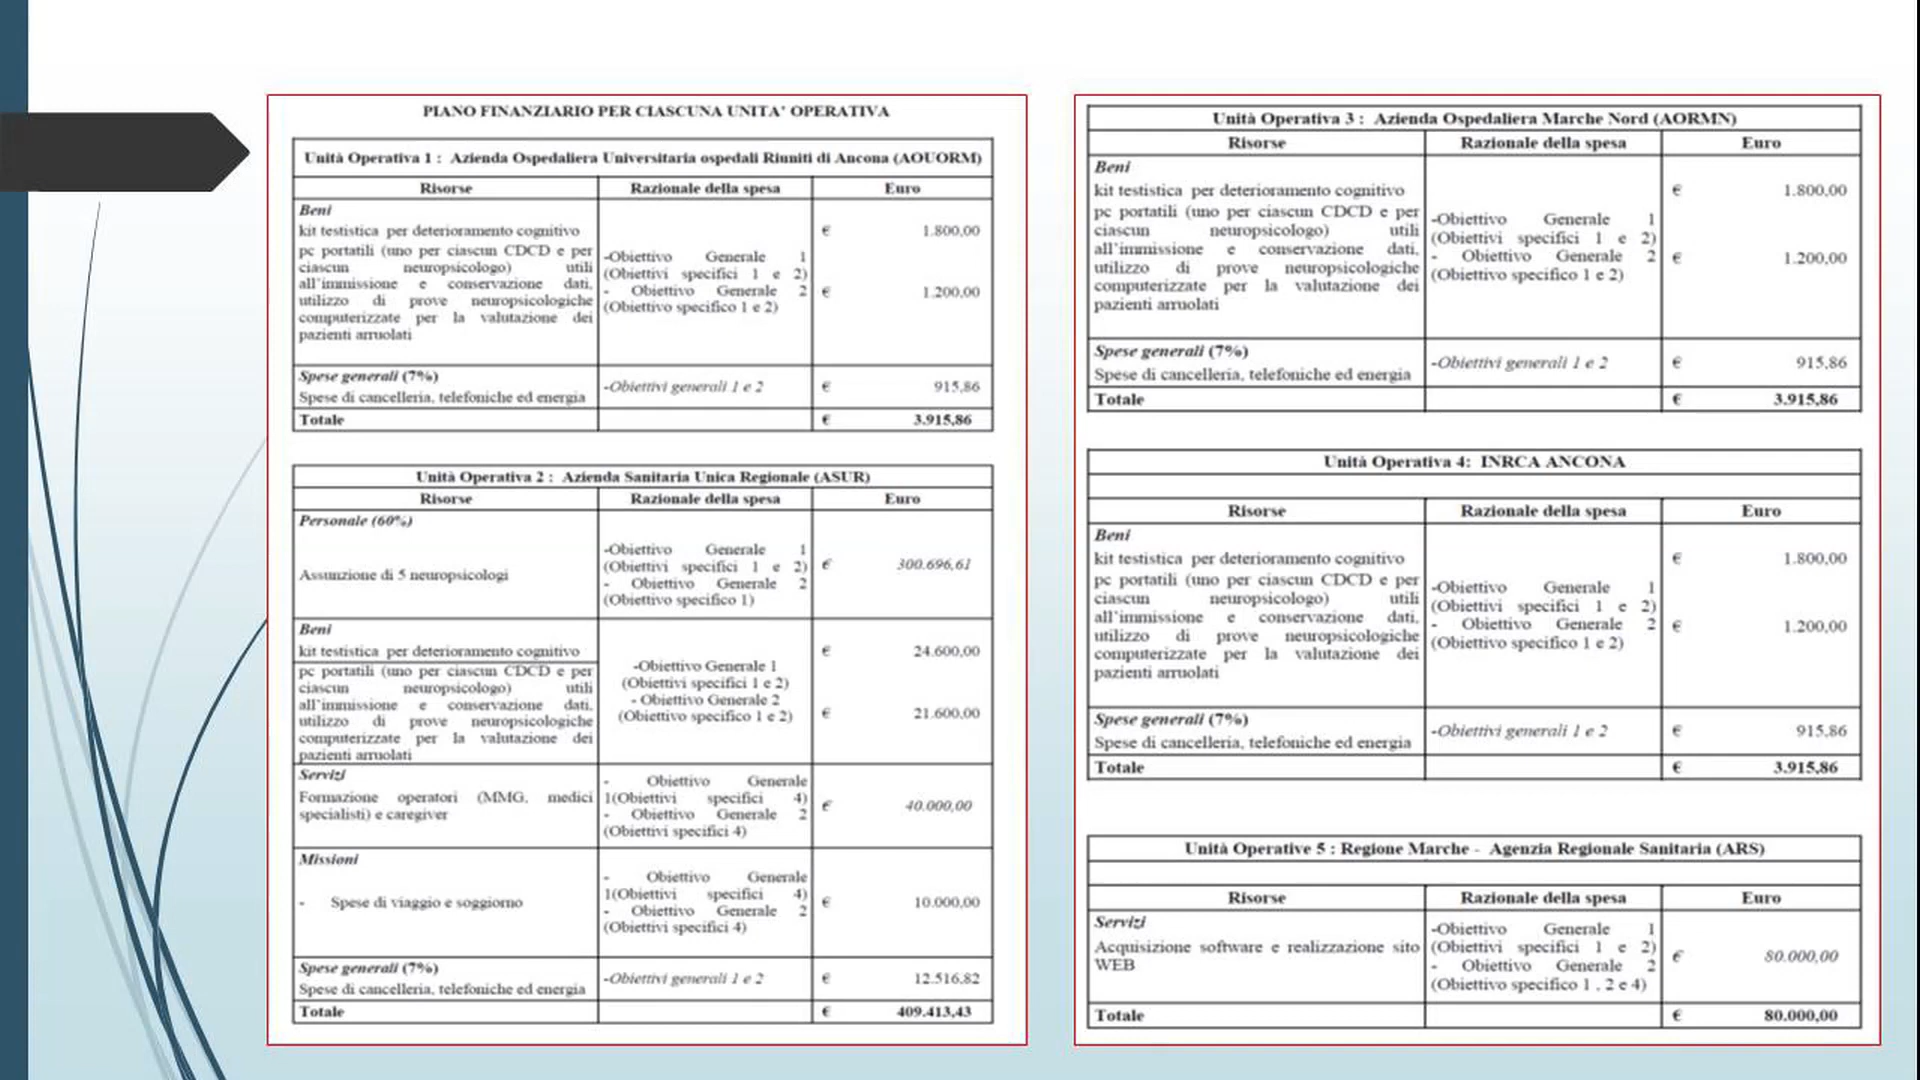 PIANO FINANZIARIO PER CIASCUNA UNITA' OPERATIVA
Unità Operativa 1 : Azienda Ospedaliera Universitaria ospedali Riuniti di Ancona (AOUORM)
Risorse Razionale della spesa Euro
Beni
kit testistica per deterioramento cognitivo
pc portatili (uno per ciascun CDCD e per
ciascun neuropsicologo) utili
all'immissione e conservazione dati,
utilizzo di prove neuropsicologiche
computerizzate per la valutazione dei
pazienti arruolati
-Obiettivo Generale 1
(Obiettivi specifici 1 e 2)
- Obiettivo Generale 2
(Obiettivo specifico 1 e 2)
€ 1.800,00
€ 1.200,00
Spese generali (7%)
Spese di cancelleria, telefoniche ed energia
-Obiettivi generali 1 e 2
€ 915,86
Totale € 3.915,86
Unità Operativa 2 : Azienda Sanitaria Unica Regionale (ASUR)
Risorse Razionale della spesa Euro
Personale (60%)
Assunzione di 5 neuropsicologi
-Obiettivo Generale 1
(Obiettivi specifici 1 e 2)
- Obiettivo Generale 2
(Obiettivo specifico 1)
€ 300.696,61
Beni
kit testistica per deterioramento cognitivo
pc portatili (uno per ciascun CDCD e per
ciascun neuropsicologo) utili
all'immissione e conservazione dati,
utilizzo di prove neuropsicologiche
computerizzate per la valutazione dei
pazienti arruolati
-Obiettivo Generale 1
(Obiettivi specifici 1 e 2)
- Obiettivo Generale 2
(Obiettivo specifico 1 e 2)
€ 24.600,00
€ 21.600,00
Servizi
Formazione operatori (MMG, medici
specialisti) e caregiver
- Obiettivo Generale
1(Obiettivi specifici 4)
- Obiettivo Generale 2
(Obiettivi specifici 4)
€ 40.000,00
Missioni
- Spese di viaggio e soggiorno
- Obiettivo Generale
1(Obiettivi specifici 4)
- Obiettivo Generale 2
(Obiettivi specifici 4)
€ 10.000,00
Spese generali (7%)
Spese di cancelleria, telefoniche ed energia
-Obiettivi generali 1 e 2
€ 12.516,82
Totale € 409.413,43
Unità Operativa 3 : Azienda Ospedaliera Marche Nord (AORMN)
Risorse Razionale della spesa Euro
Beni
kit testistica per deterioramento cognitivo
pc portatili (uno per ciascun CDCD e per
ciascun neuropsicologo) utili
all'immissione e conservazione dati,
utilizzo di prove neuropsicologiche
computerizzate per la valutazione dei
pazienti arruolati
-Obiettivo Generale 1
(Obiettivi specifici 1 e 2)
- Obiettivo Generale 2
(Obiettivo specifico 1 e 2)
€ 1.800,00
€ 1.200,00
Spese generali (7%)
Spese di cancelleria, telefoniche ed energia
-Obiettivi generali 1 e 2
€ 915,86
Totale € 3.915,86
Unità Operativa 4: INRCA ANCONA
Risorse Razionale della spesa Euro
Beni
kit testistica per deterioramento cognitivo
pc portatili (uno per ciascun CDCD e per
ciascun neuropsicologo) utili
all'immissione e conservazione dati,
utilizzo di prove neuropsicologiche
computerizzate per la valutazione dei
pazienti arruolati
-Obiettivo Generale 1
(Obiettivi specifici 1 e 2)
- Obiettivo Generale 2
(Obiettivo specifico 1 e 2)
€ 1.800,00
€ 1.200,00
Spese generali (7%)
Spese di cancelleria, telefoniche ed energia
-Obiettivi generali 1 e 2
€ 915,86
Totale € 3.915,86
Unità Operative 5 : Regione Marche - Agenzia Regionale Sanitaria (ARS)
Risorse Razionale della spesa Euro
Servizi
Acquisizione software e realizzazione sito
WEB
-Obiettivo Generale 1
(Obiettivi specifici 1 e 2)
- Obiettivo Generale 2
(Obiettivo specifico 1 , 2 e 4)
€ 80.000,00
Totale € 80.000,00